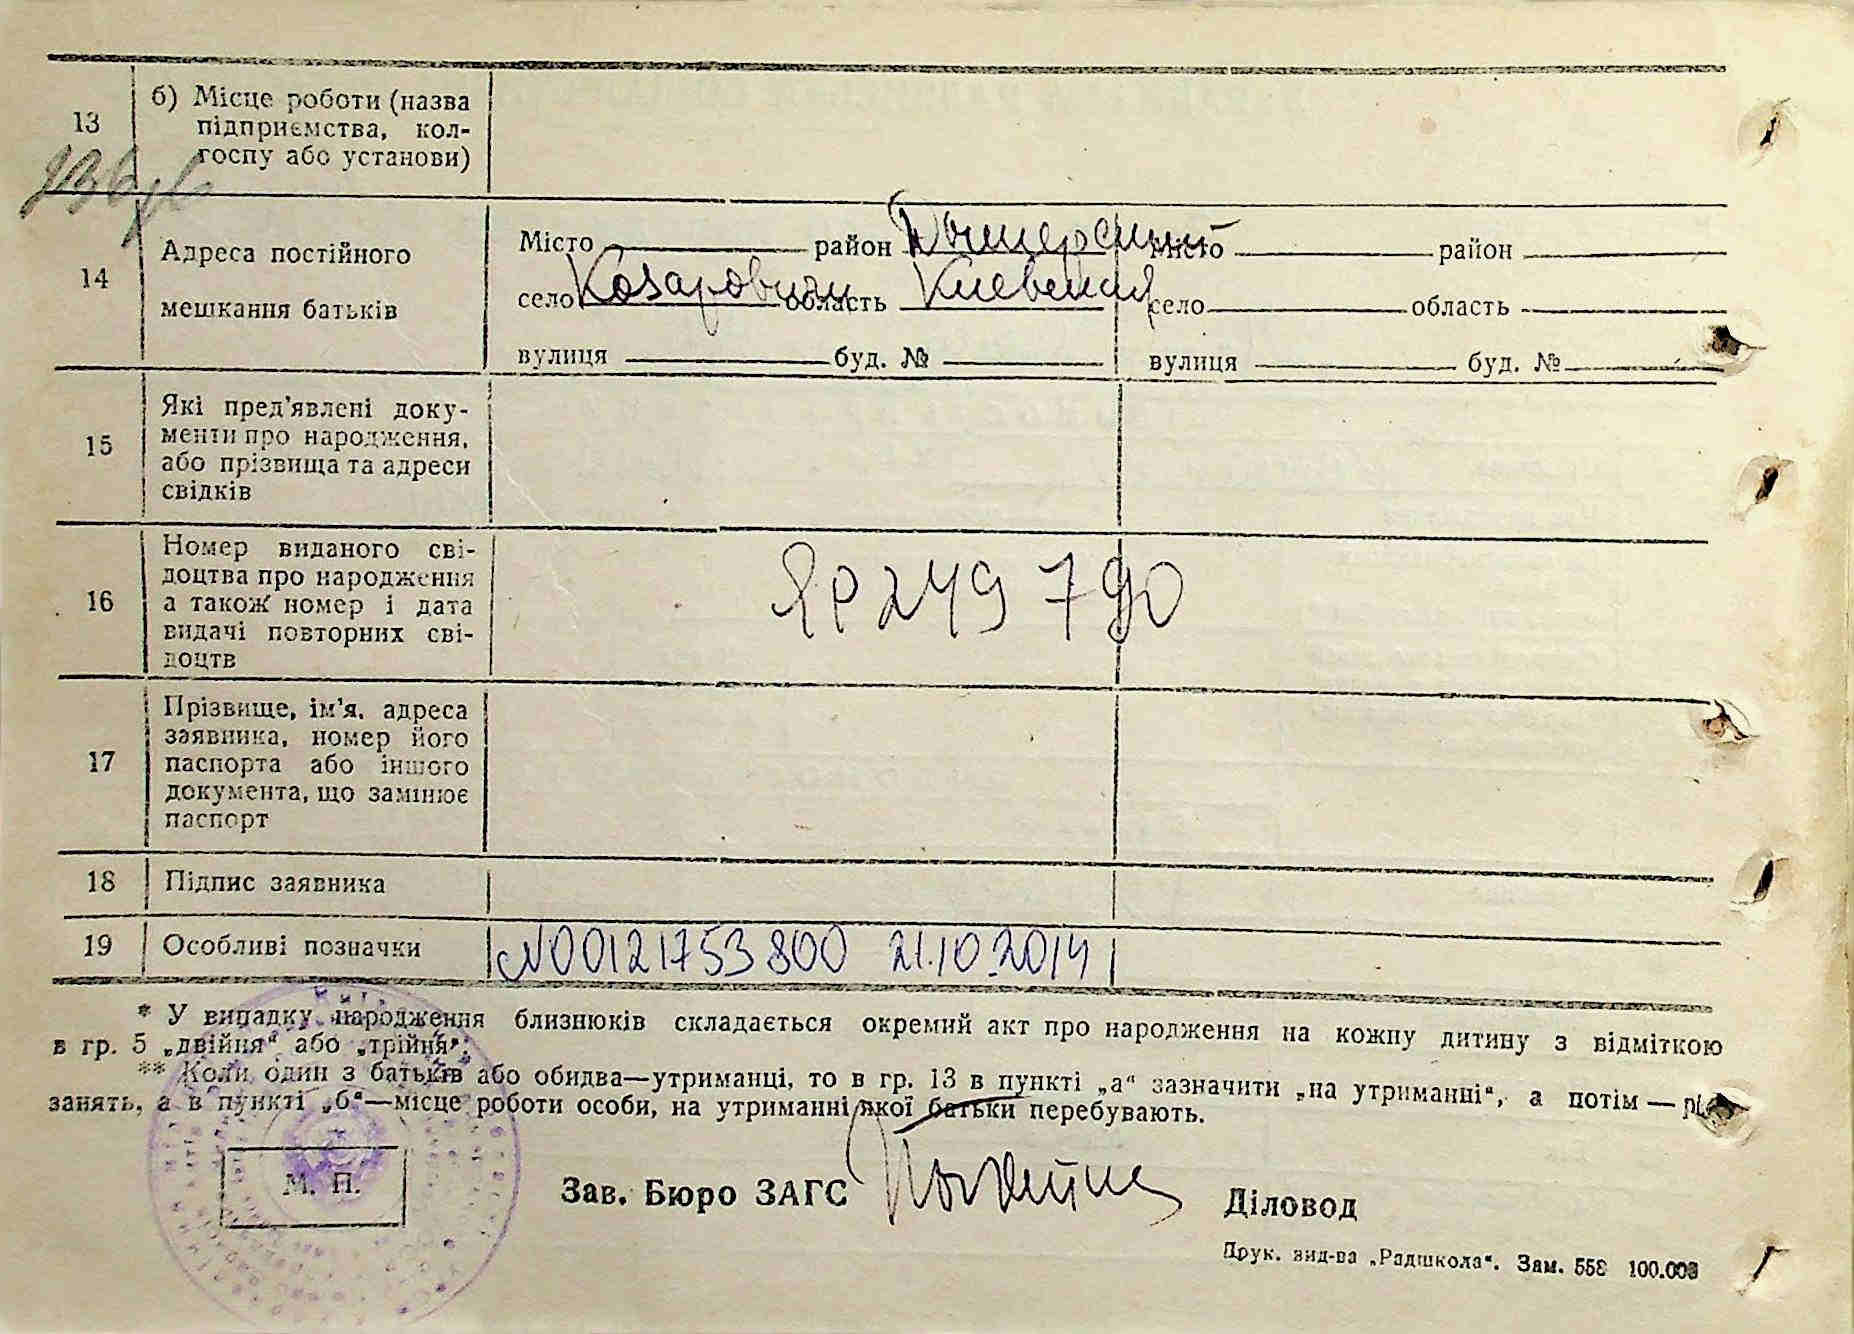 13
б) Місце роботи (назва
підприємства, кол-
госпу або установи)
14
Адреса постійного
мешкання батьків
Місто район Дымерский
село Козаровичи область Киевская
вулиця буд. №
Місто район
село область
вулиця буд. №
15
Які пред'явлені доку-
менти про народження,
або прізвища та адреси
свідків
16
Номер виданого сві-
доцтва про народження
а також номер і дата
видачі повторних сві-
доцтв
ЯР 249 790
17
Прізвище, ім'я, адреса
заявника, номер його
паспорта або іншого
документа, що замінює
паспорт
18 Підпис заявника
19 Особливі позначки
N00121753800 21.10.2014
* У випадку народження близнюків складається окремий акт про народження на кожну дитину з відміткою
в гр. 5 „двійня“ або „трійня“.
** Коли один з батьків або обидва—утриманці, то в гр. 13 в пункті „а“ зазначити „на утриманні“, а потім —
занять, а в пункті „б“—місце роботи особи, на утриманні якої батьки перебувають.
М. П.
Зав. Бюро ЗАГС
Діловод
Друк. вид-ва „Радшкола“. Зам. 558 100.000